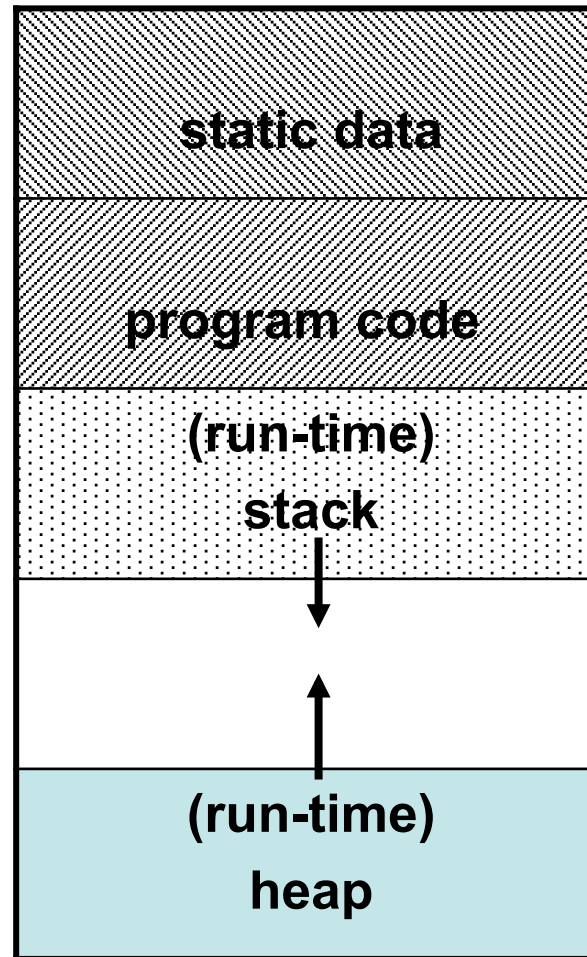 static data
program code
(run-time)
stack
(run-time)
heap